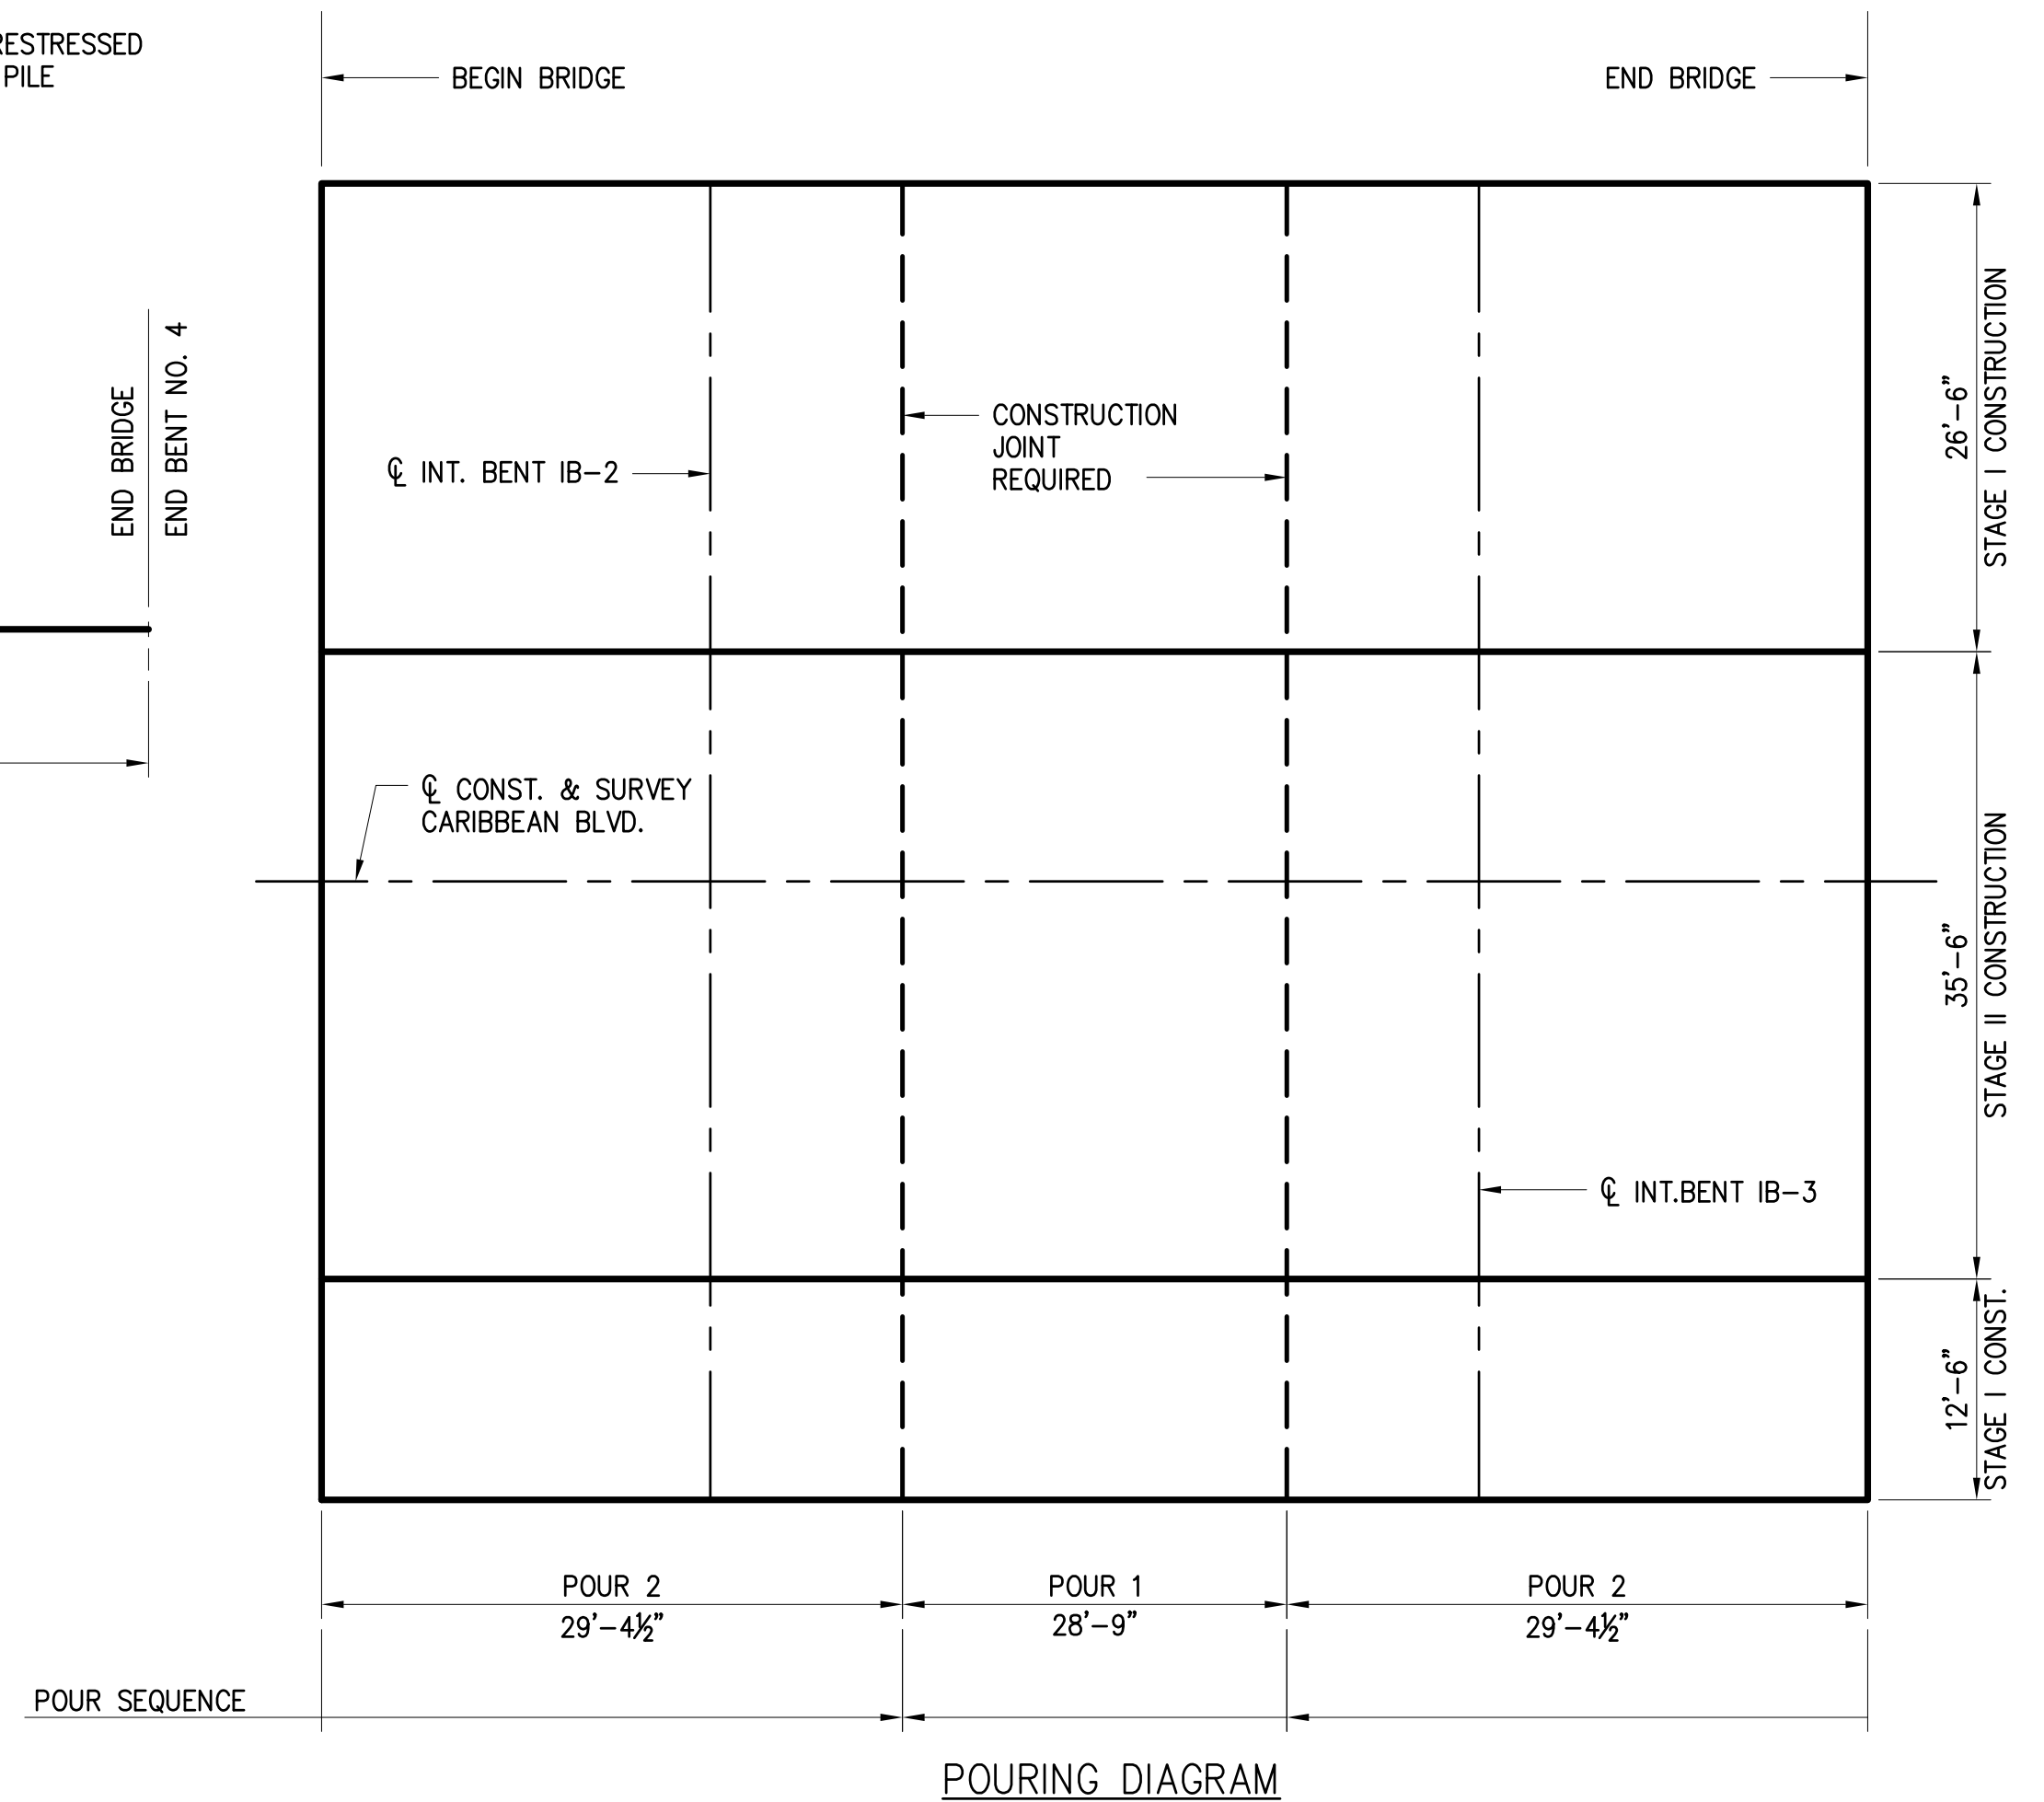 RESTRESSED
PILE
BEGIN BRIDGE
END BRIDGE
END BRIDGE
END BENT NO. 4
℄ INT. BENT IB-2
CONSTRUCTION
JOINT
REQUIRED
26'-6"
STAGE I CONSTRUCTION
℄ CONST. & SURVEY
CARIBBEAN BLVD.
35'-6"
STAGE II CONSTRUCTION
℄ INT.BENT IB-3
12'-6"
STAGE I CONST.
POUR 2
29'-4½"
POUR 1
28'-9"
POUR 2
29'-4½"
POUR SEQUENCE
POURING DIAGRAM